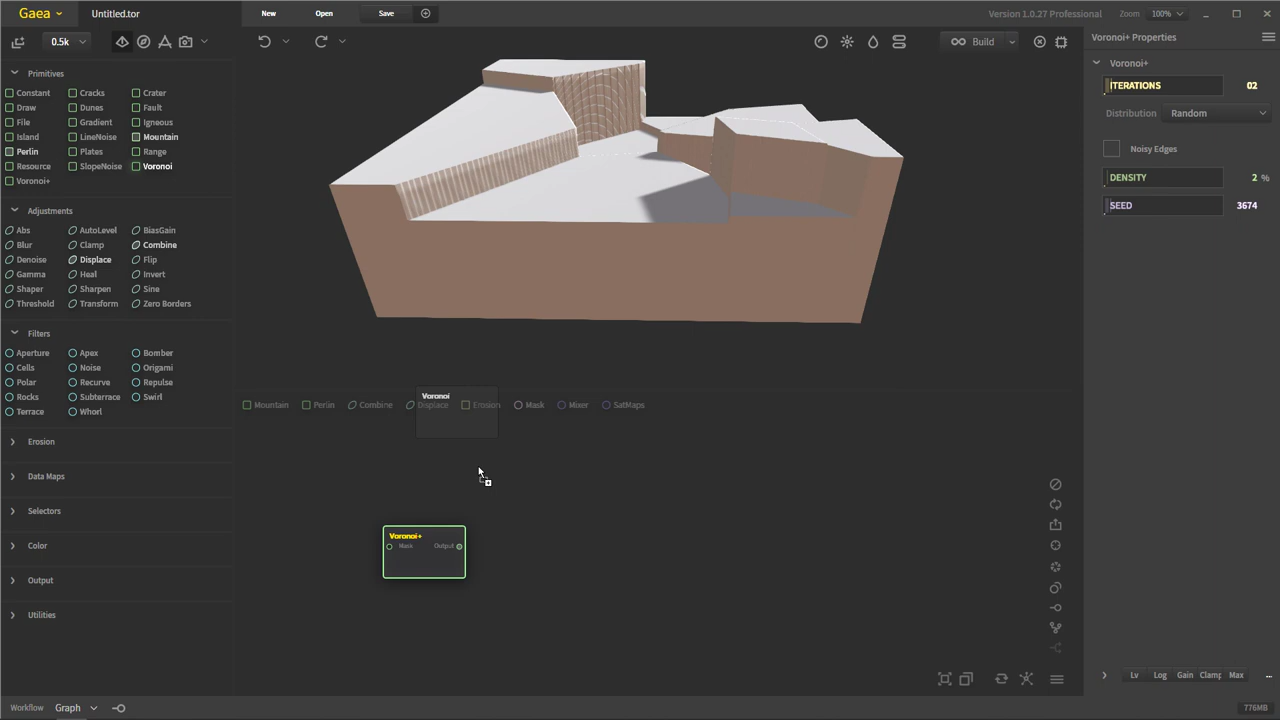 Gaea
Untitled.tor
New
Open
Save
Version 1.0.27 Professional
Zoom
100%
0.5k
Build
Voronoi+ Properties
Primitives
Constant
Cracks
Crater
Draw
Dunes
Fault
File
Gradient
Igneous
Island
LineNoise
Mountain
Perlin
Plates
Range
Resource
SlopeNoise
Voronoi
Voronoi+
Adjustments
Abs
AutoLevel
BiasGain
Blur
Clamp
Combine
Denoise
Displace
Flip
Gamma
Heal
Invert
Shaper
Sharpen
Sine
Threshold
Transform
Zero Borders
Filters
Aperture
Apex
Bomber
Cells
Noise
Origami
Polar
Recurve
Repulse
Rocks
Subterrace
Swirl
Terrace
Whorl
Erosion
Data Maps
Selectors
Color
Output
Utilities
Mountain
Perlin
Combine
Displace
Erosion
Mask
Mixer
SatMaps
Voronoi
Voronoi+
Mask
Output
Voronoi+
ITERATIONS 02
Distribution Random
Noisy Edges
DENSITY 2 %
SEED 3674
Lv
Log
Gain
Clamp
Max
...
Workflow
Graph
776MB